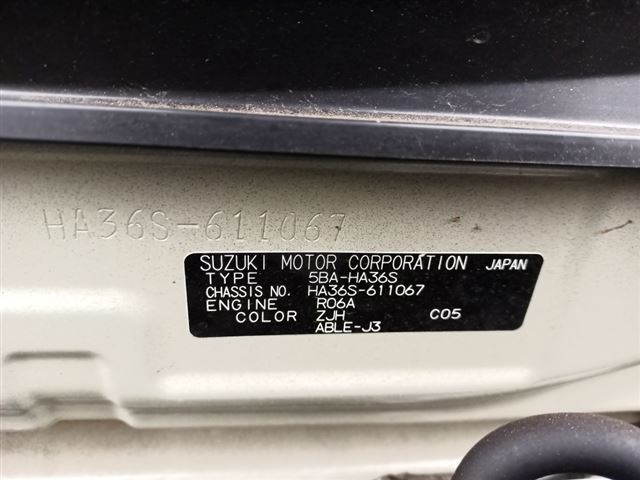 HA36S-611067
SUZUKI MOTOR CORPORATION JAPAN
TYPE 5BA-HA36S
CHASSIS NO. HA36S-611067
ENGINE R06A
COLOR ZJH C05
ABLE-J3